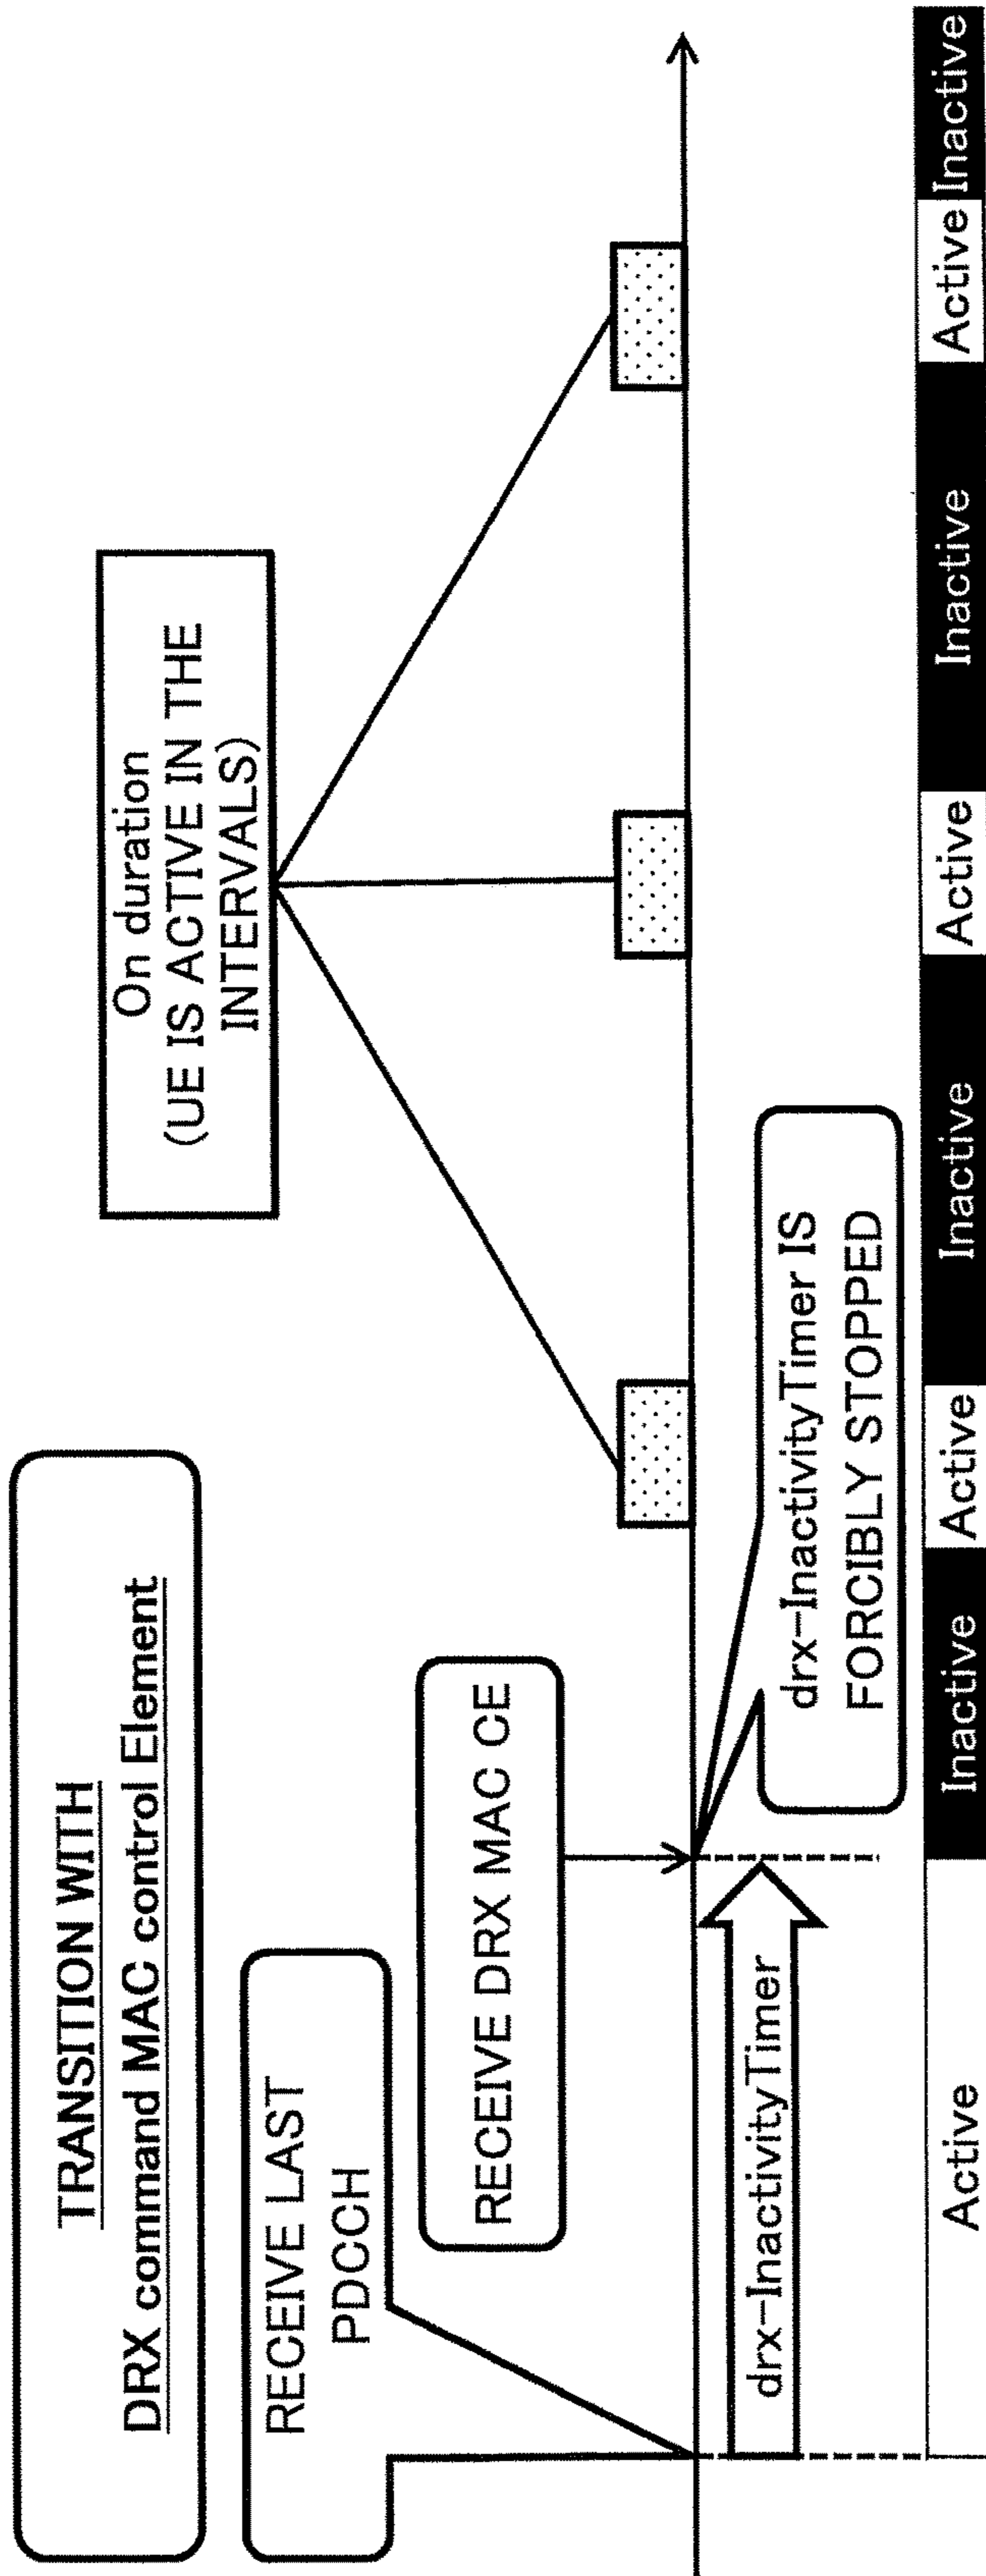 TRANSITION WITH
DRX command MAC control Element
RECEIVE LAST
PDCCH
RECEIVE DRX MAC CE
On duration
(UE IS ACTIVE IN THE
INTERVALS)
drx-InactivityTimer
drx-InactivityTimer IS
FORCIBLY STOPPED
Active
Inactive
Active
Inactive
Active
Inactive
Active
Inactive